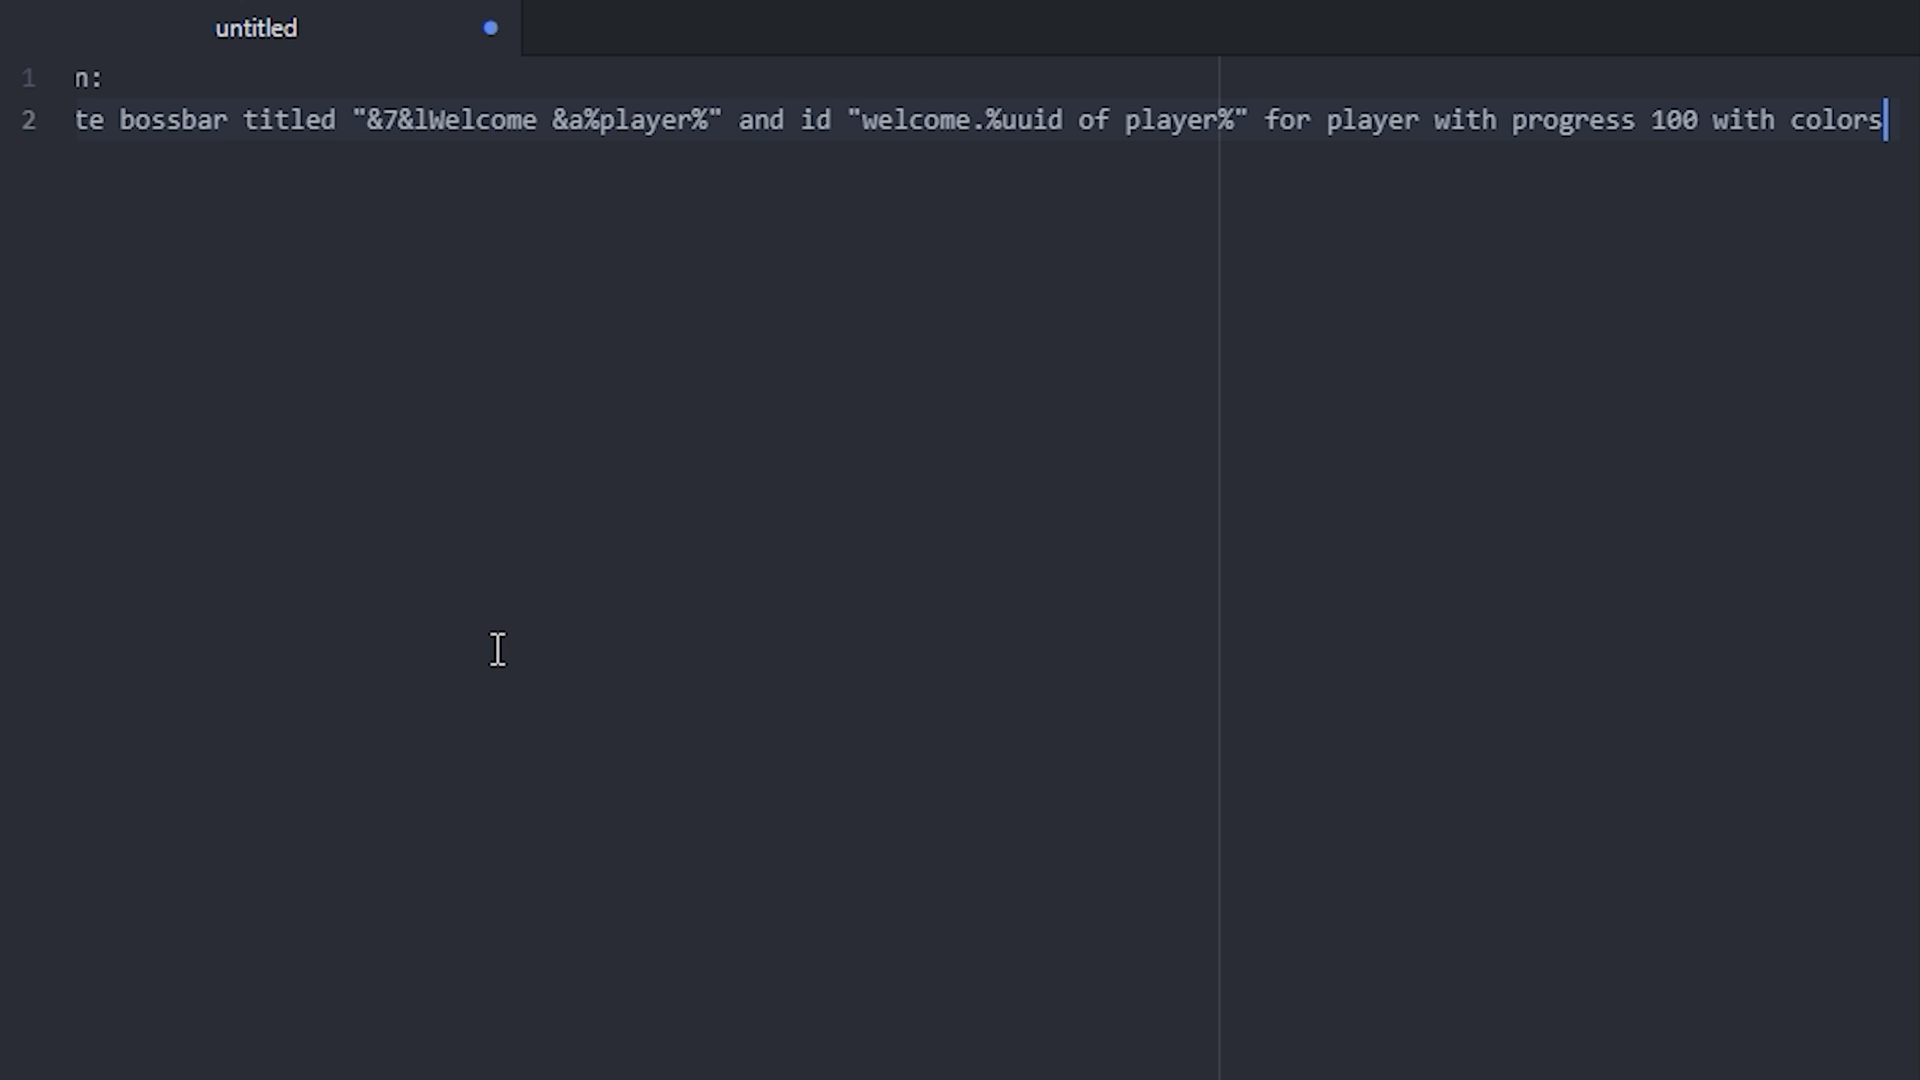 untitled
1 n:
2 te bossbar titled "&7&lWelcome &a%player%" and id "welcome.%uuid of player%" for player with progress 100 with colors